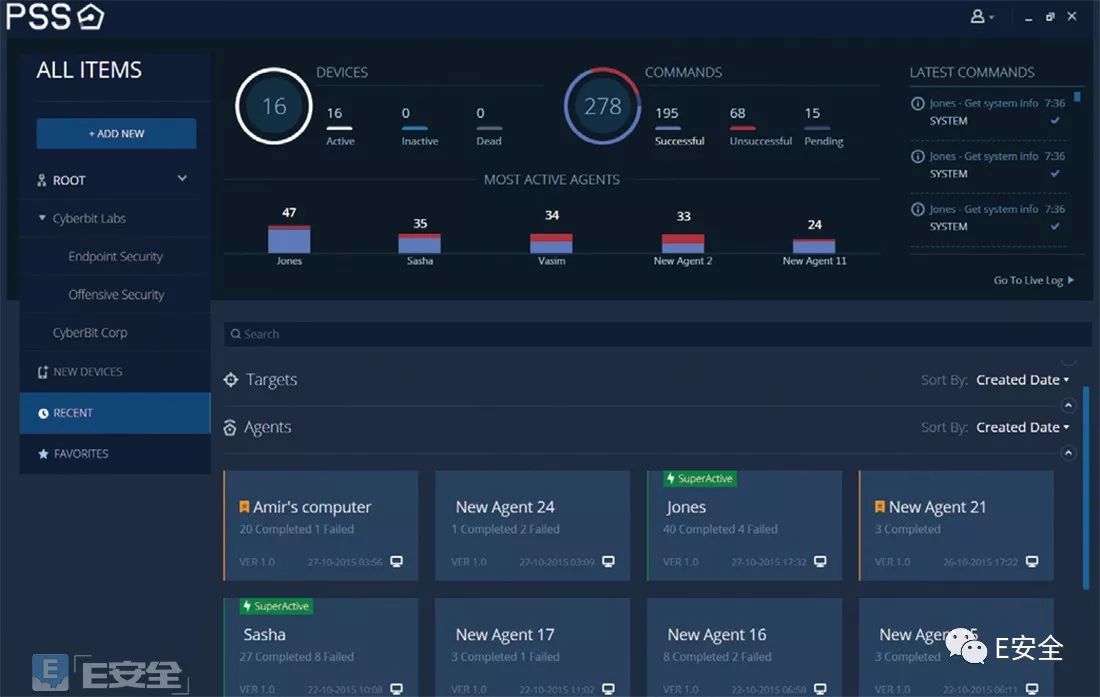 PSS
ALL ITEMS
+ ADD NEW
ROOT
Cyberbit Labs
Endpoint Security
Offensive Security
CyberBit Corp
NEW DEVICES
RECENT
FAVORITES
16
DEVICES
16
Active
0
Inactive
0
Dead
278
COMMANDS
195
Successful
68
Unsuccessful
15
Pending
MOST ACTIVE AGENTS
47
Jones
35
Sasha
34
Vasim
33
New Agent 2
24
New Agent 11
LATEST COMMANDS
Jones - Get system info 7:36
SYSTEM
Jones - Get system info 7:36
SYSTEM
Jones - Get system info 7:36
SYSTEM
Go To Live Log
Search
Targets
Sort By: Created Date
Agents
Sort By: Created Date
Amir's computer
20 Completed 1 Failed
VER 1.0 27-10-2015 03:56
New Agent 24
1 Completed 2 Failed
VER 1.0 27-10-2015 03:09
SuperActive
Jones
40 Completed 4 Failed
VER 1.0 27-10-2015 17:32
New Agent 21
3 Completed
VER 1.0 26-10-2015 17:22
SuperActive
Sasha
27 Completed 8 Failed
VER 1.0 22-10-2015 10:08
New Agent 17
3 Completed 1 Failed
VER 1.0 22-10-2015 11:02
New Agent 16
8 Completed 2 Failed
VER 1.0 22-10-2015 06:58
New Ag 5
3 Completed
VER 1.0 22-10-2015 06:11
E安全
E E安全